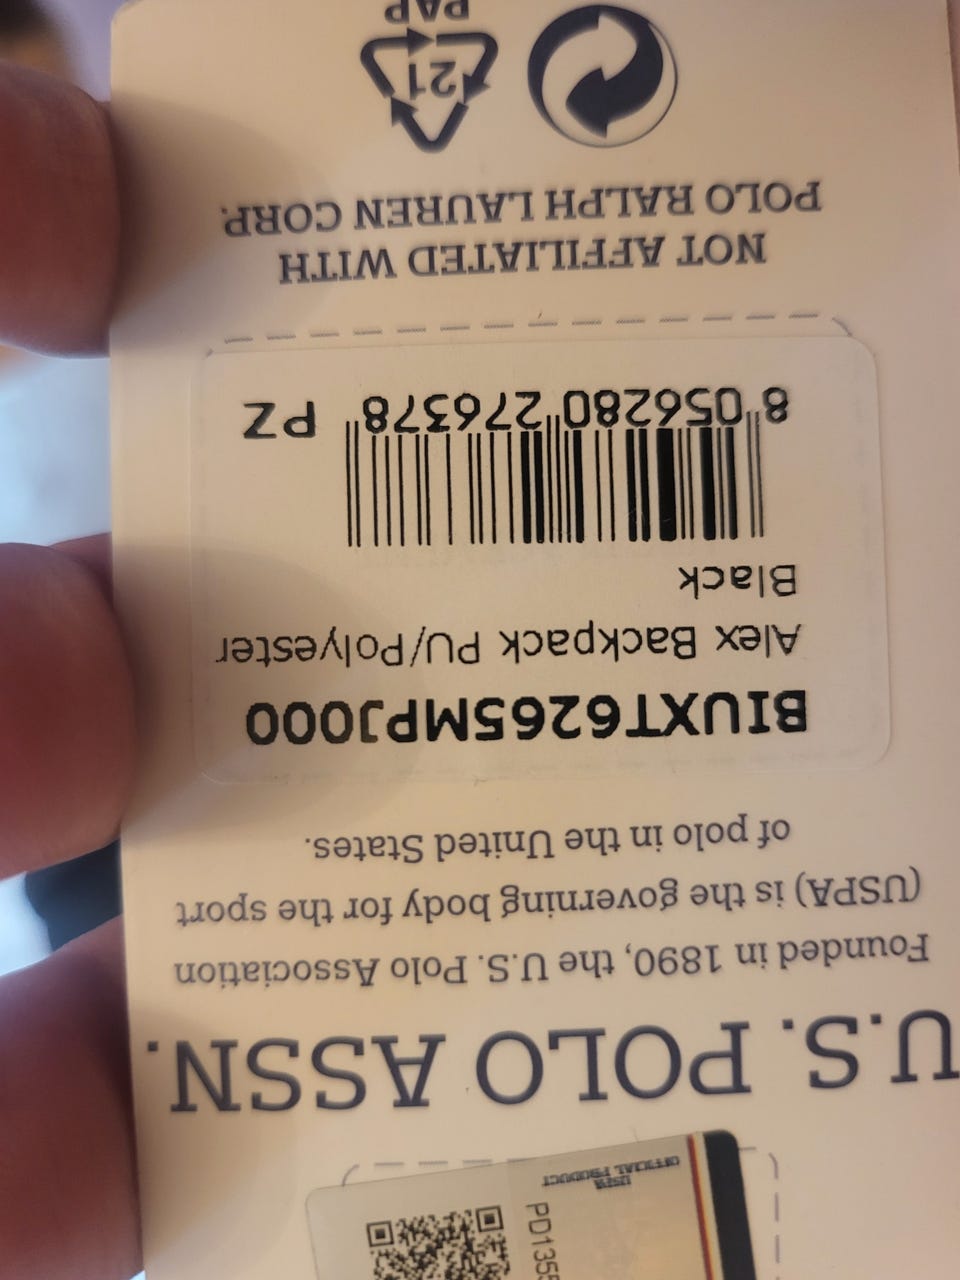 USPA
OFFICIAL PRODUCT
U.S. POLO ASSN.
Founded in 1890, the U.S. Polo Association
(USPA) is the governing body for the sport
of polo in the United States.
BIUXT6265MPJ000
Alex Backpack PU/Polyester
Black
8 056280 276378 PZ
NOT AFFILIATED WITH
POLO RALPH LAUREN CORP.
21
PAP